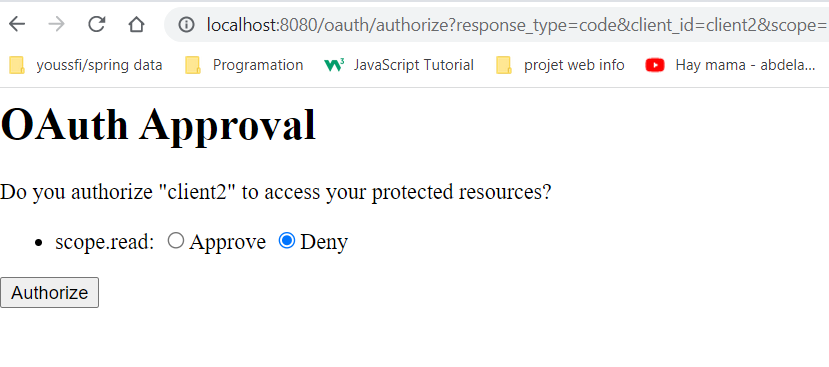 localhost:8080/oauth/authorize?response_type=code&client_id=client2&scope=
youssfi/spring data Programation W3 JavaScript Tutorial projet web info Hay mama - abdela...
OAuth Approval
Do you authorize "client2" to access your protected resources?
• scope.read: Approve Deny
Authorize